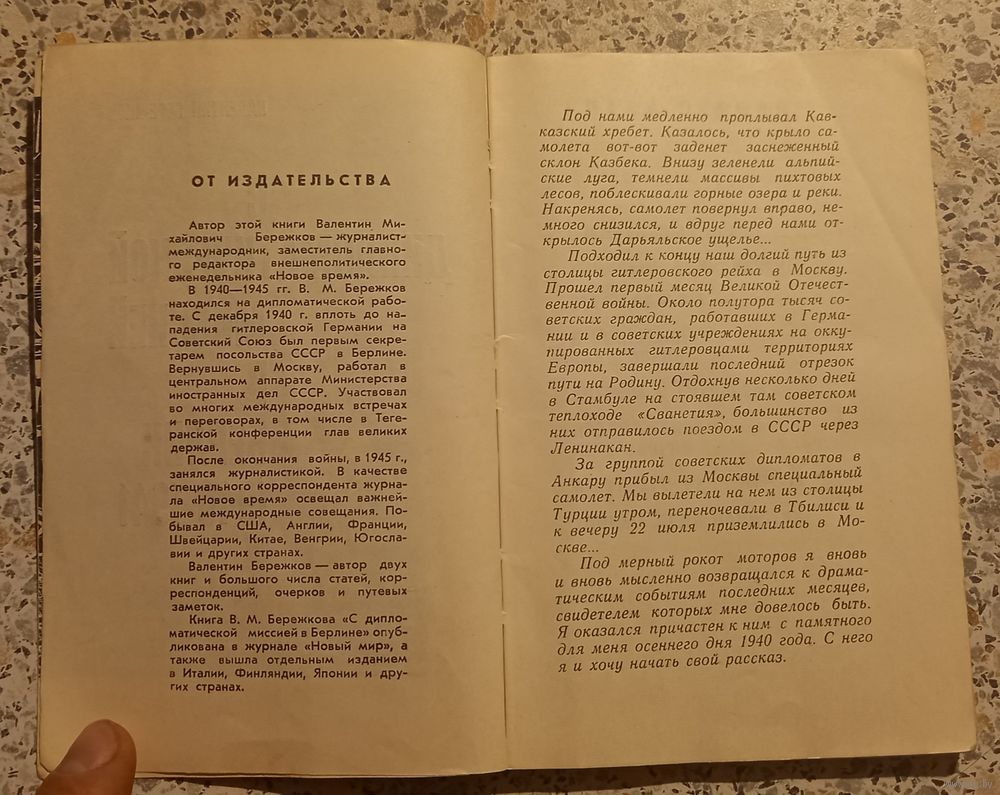 ОТ ИЗДАТЕЛЬСТВА
Автор этой книги Валентин Ми-
хайлович Бережков — журналист-
международник, заместитель главно-
го редактора внешнеполитического
еженедельника «Новое время».
В 1940—1945 гг. В. М. Бережков
находился на дипломатической рабо-
те. С декабря 1940 г. вплоть до на-
падения гитлеровской Германии на
Советский Союз был первым секре-
тарем посольства СССР в Берлине.
Вернувшись в Москву, работал в
центральном аппарате Министерства
иностранных дел СССР. Участвовал
во многих международных встречах
и переговорах, в том числе в Теге-
ранской конференции глав великих
держав.
После окончания войны, в 1945 г.,
занялся журналистикой. В качестве
специального корреспондента журна-
ла «Новое время» освещал важней-
шие международные совещания. По-
бывал в США, Англии, Франции,
Швейцарии, Китае, Венгрии, Югосла-
вии и других странах.
Валентин Бережков — автор двух
книг и большого числа статей, кор-
респонденций, очерков и путевых
заметок.
Книга В. М. Бережкова «С дипло-
матической миссией в Берлине» опуб-
ликована в журнале «Новый мир», а
также вышла отдельным изданием
в Италии, Финляндии, Японии и дру-
гих странах.
Под нами медленно проплывал Кав-
казский хребет. Казалось, что крыло са-
молета вот-вот заденет заснеженный
склон Казбека. Внизу зеленели альпий-
ские луга, темнели массивы пихтовых
лесов, поблескивали горные озера и реки.
Накренясь, самолет повернул вправо, не-
много снизился, и вдруг перед нами от-
крылось Дарьяльское ущелье...
Подходил к концу наш долгий путь из
столицы гитлеровского рейха в Москву.
Прошел первый месяц Великой Отечест-
венной войны. Около полутора тысяч со-
ветских граждан, работавших в Герма-
нии и в советских учреждениях на окку-
пированных гитлеровцами территориях
Европы, завершали последний отрезок
пути на Родину. Отдохнув несколько дней
в Стамбуле на стоявшем там советском
теплоходе «Сванетия», большинство из
них отправилось поездом в СССР через
Ленинакан.
За группой советских дипломатов в
Анкару прибыл из Москвы специальный
самолет. Мы вылетели на нем из столицы
Турции утром, переночевали в Тбилиси и
к вечеру 22 июля приземлились в Мо-
скве...
Под мерный рокот моторов я вновь
и вновь мысленно возвращался к драма-
тическим событиям последних месяцев,
свидетелем которых мне довелось быть.
Я оказался причастен к ним с памятного
для меня осеннего дня 1940 года. С него
я и хочу начать свой рассказ.